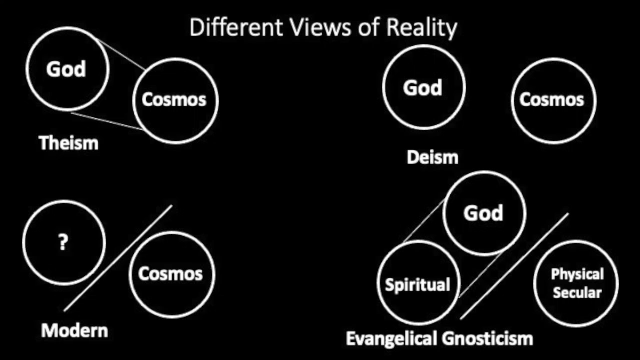 Different Views of Reality
God
Cosmos
Theism
God
Cosmos
Deism
?
Cosmos
Modern
God
Spiritual
Physical
Secular
Evangelical Gnosticism